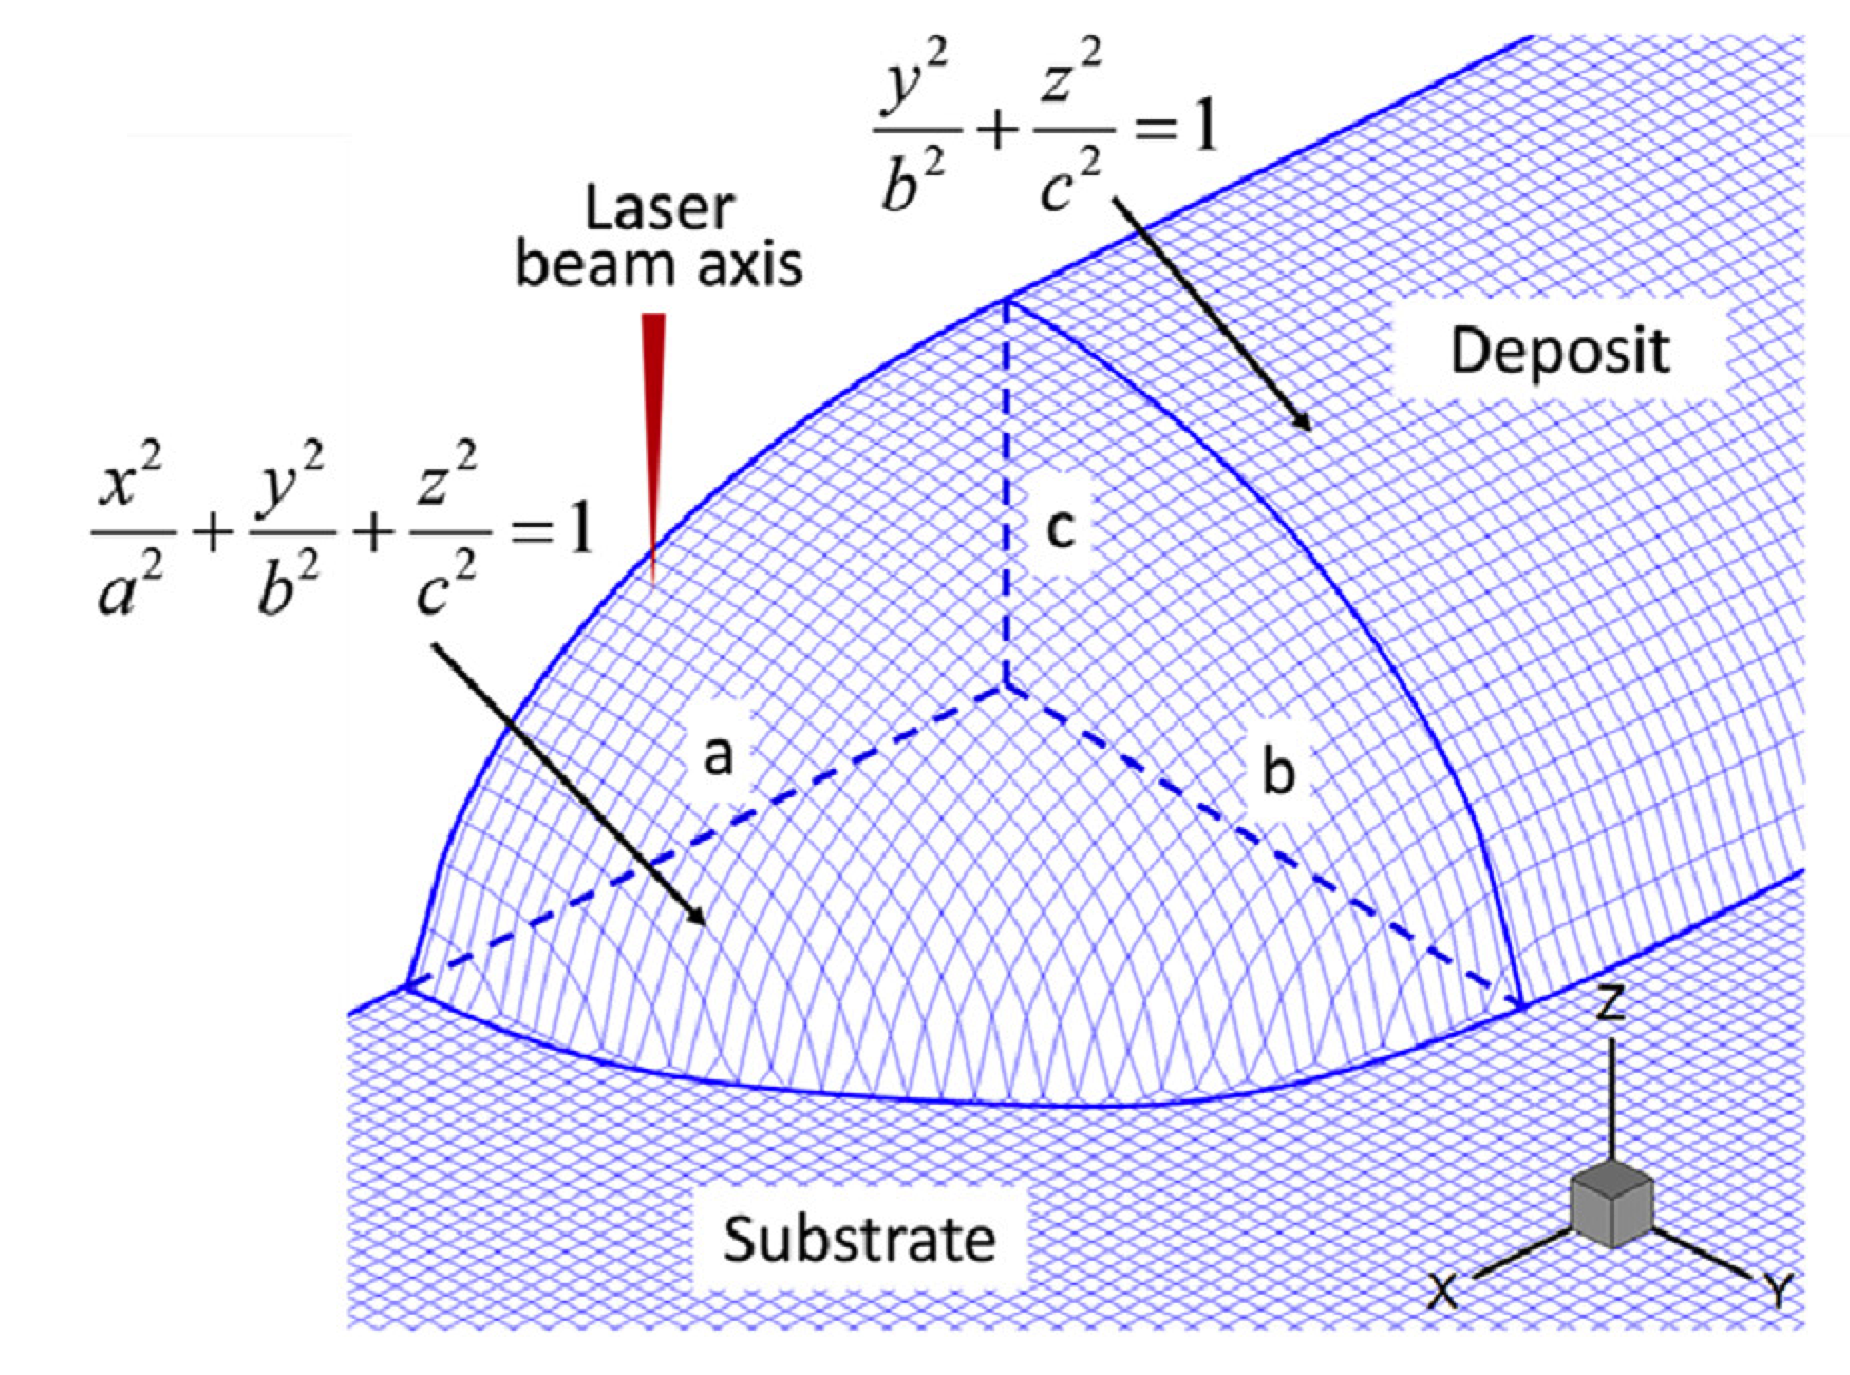 y²/b² + z²/c² = 1
Laser
beam axis
Deposit
x²/a² + y²/b² + z²/c² = 1
c
a
b
Z
Substrate
X
Y